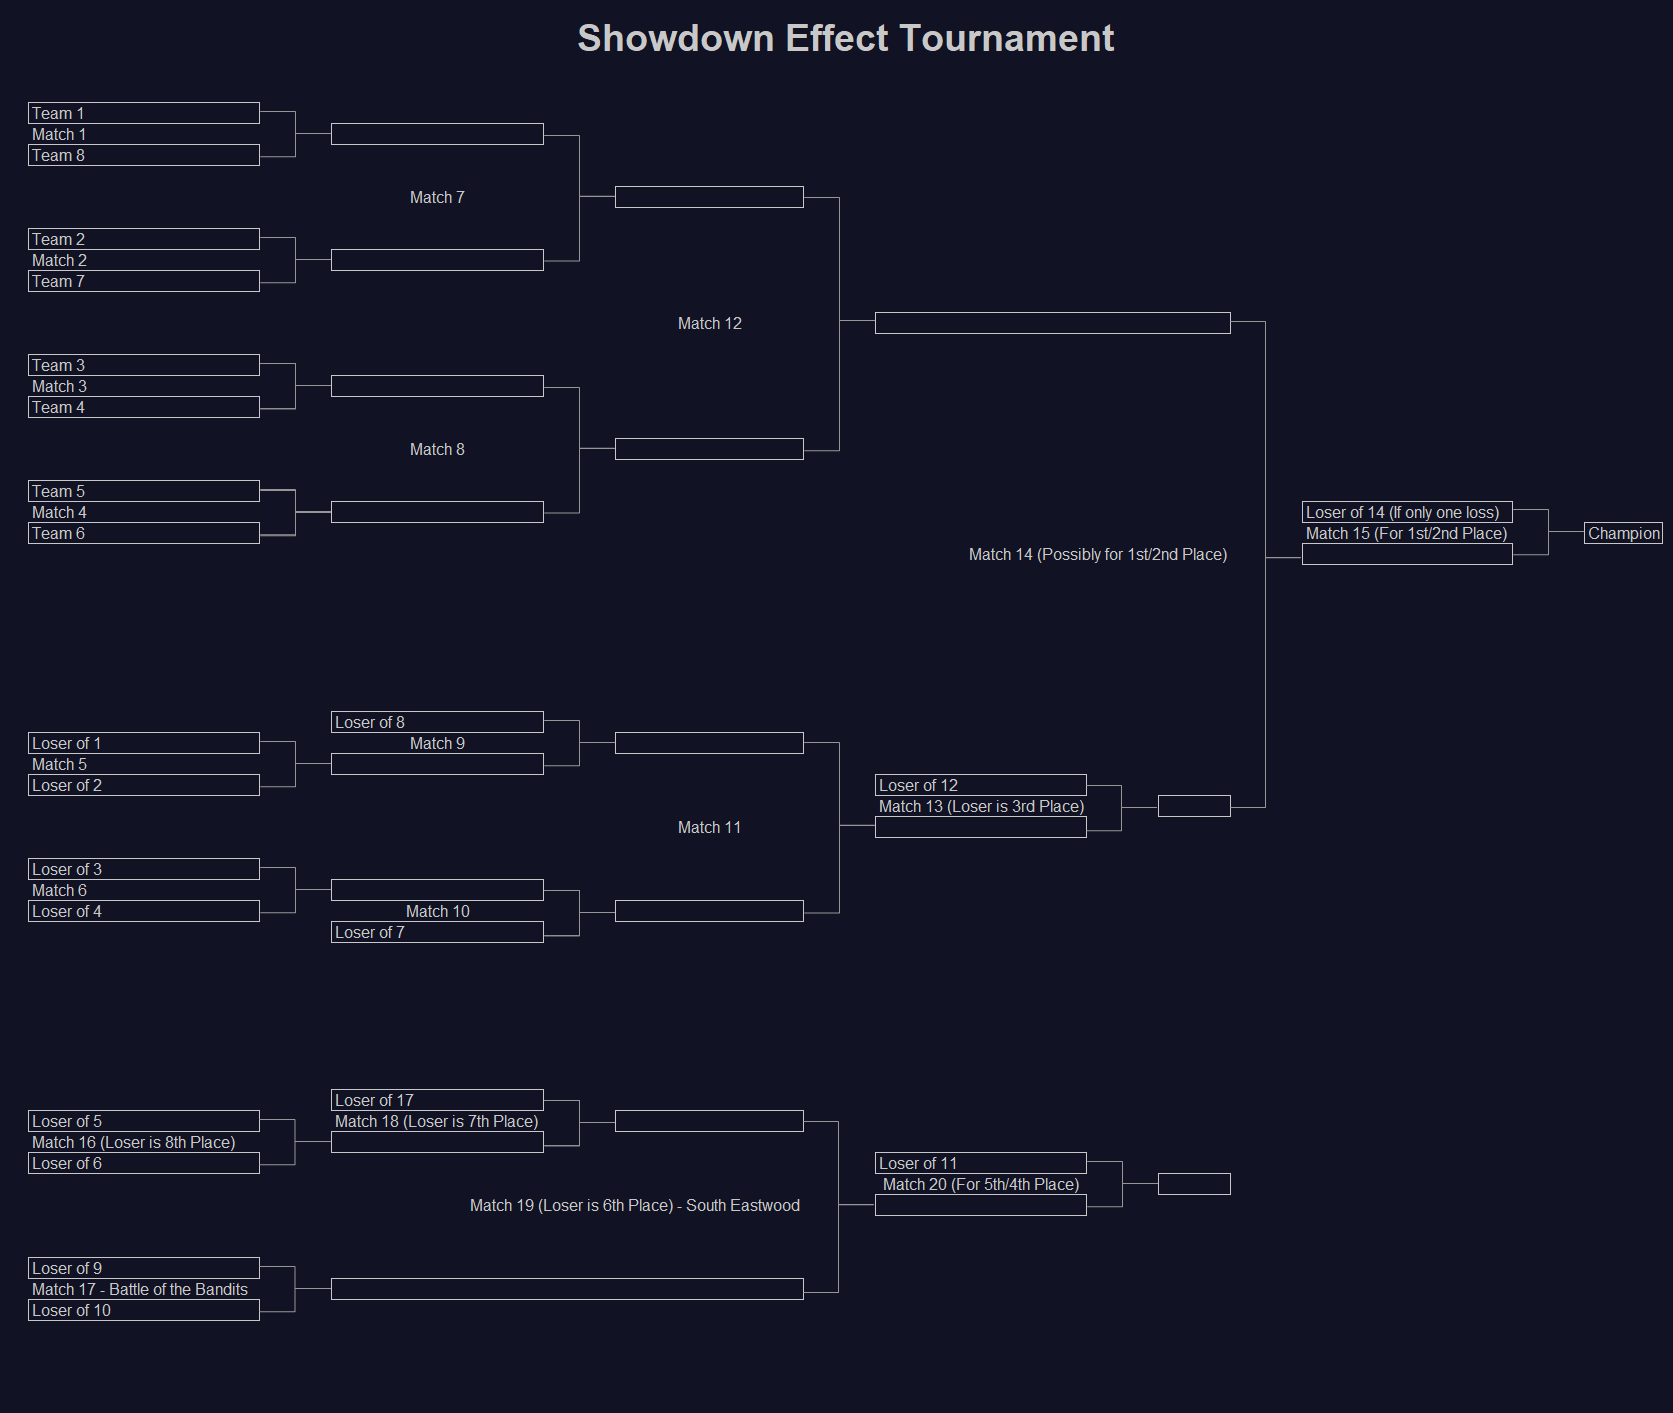 Showdown Effect Tournament
Team 1
Match 1
Team 8
Match 7
Team 2
Match 2
Team 7
Match 12
Team 3
Match 3
Team 4
Match 8
Team 5
Match 4
Team 6
Loser of 14 (If only one loss)
Match 15 (For 1st/2nd Place)
Champion
Match 14 (Possibly for 1st/2nd Place)
Loser of 8
Loser of 1
Match 9
Match 5
Loser of 2
Loser of 12
Match 13 (Loser is 3rd Place)
Match 11
Loser of 3
Match 6
Loser of 4
Match 10
Loser of 7
Loser of 17
Loser of 5
Match 18 (Loser is 7th Place)
Match 16 (Loser is 8th Place)
Loser of 6
Loser of 11
Match 20 (For 5th/4th Place)
Match 19 (Loser is 6th Place) - South Eastwood
Loser of 9
Match 17 - Battle of the Bandits
Loser of 10